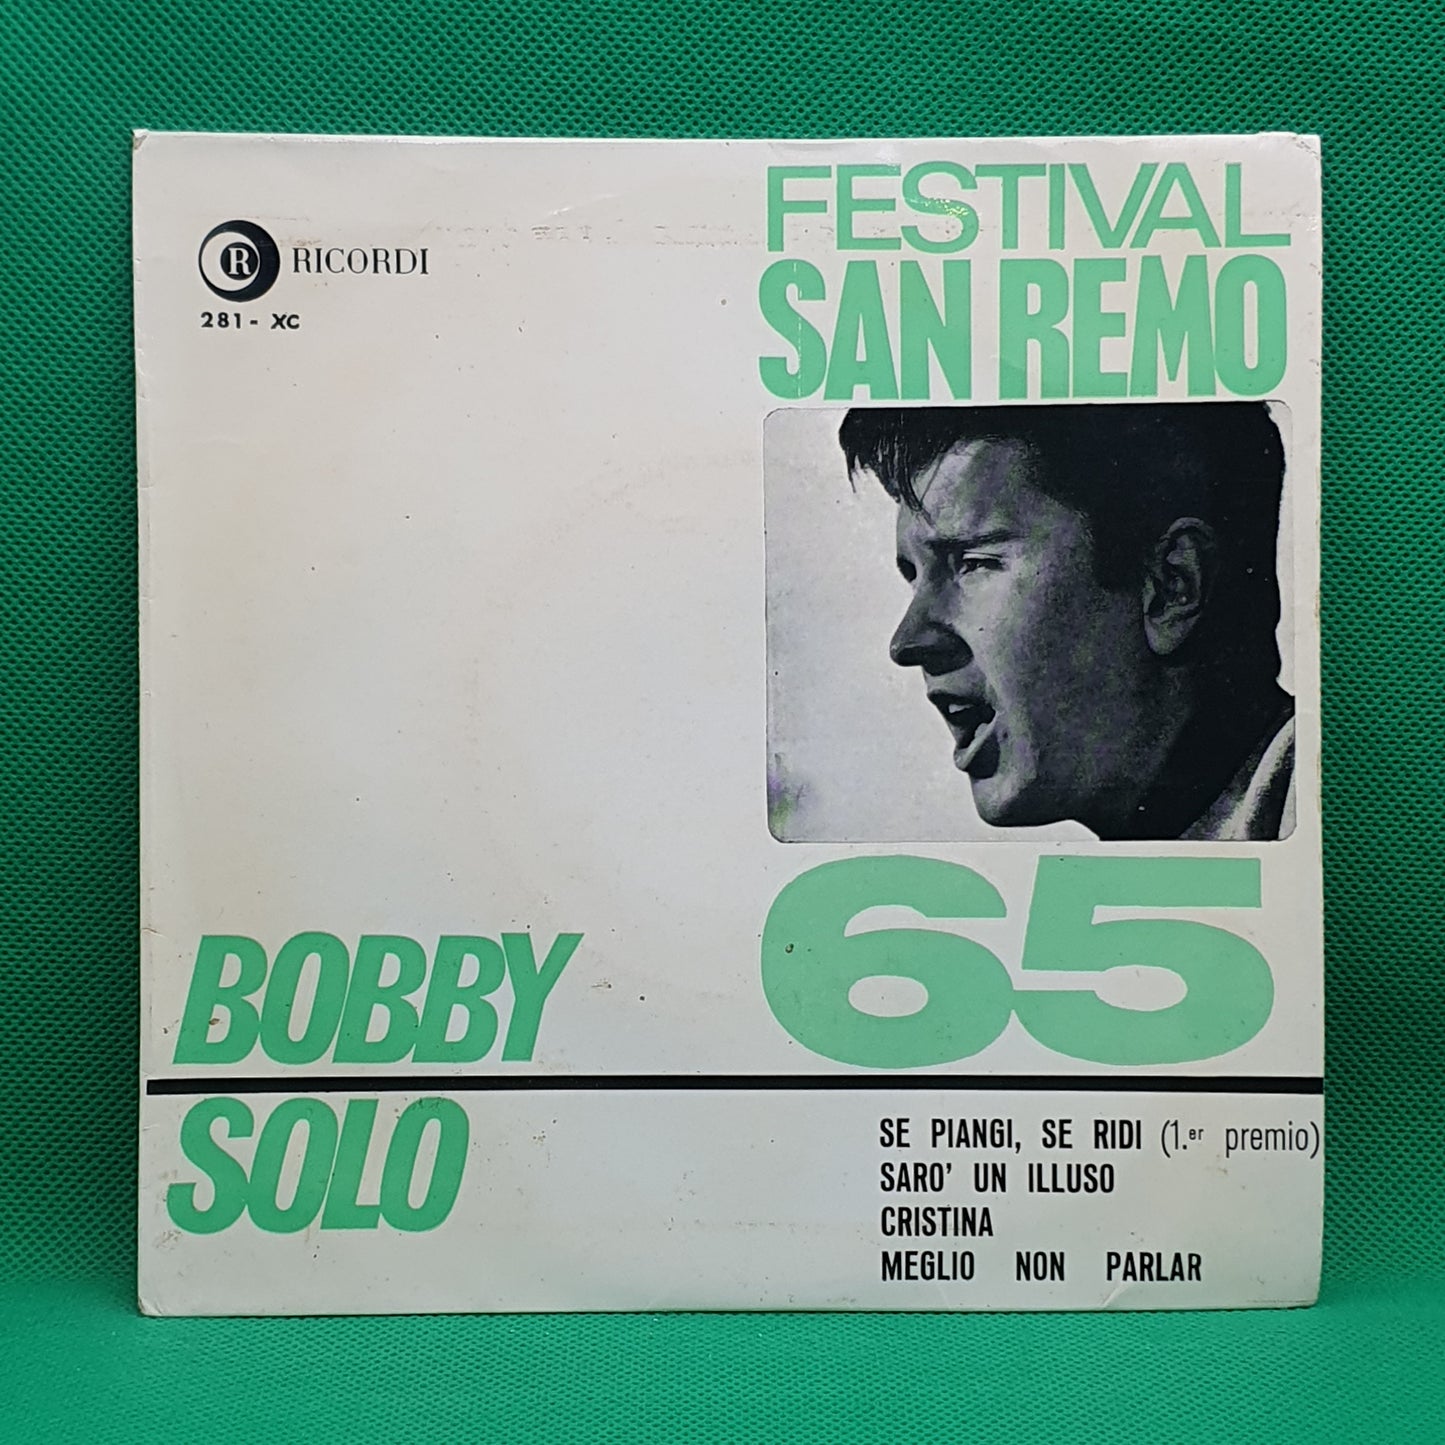 R RICORDI
281 - XC
FESTIVAL
SAN REMO
65
BOBBY
SOLO
SE PIANGI, SE RIDI (1.er premio)
SARO' UN ILLUSO
CRISTINA
MEGLIO NON PARLAR